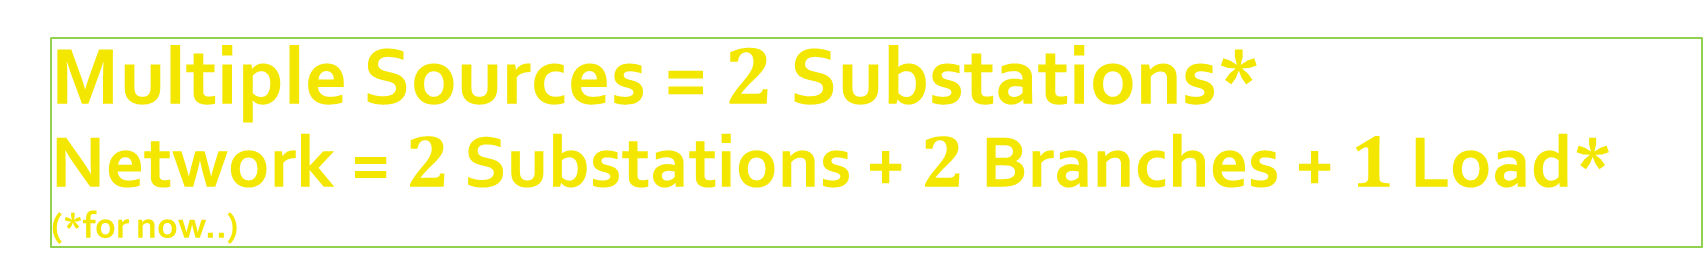 Multiple Sources = 2 Substations*
Network = 2 Substations + 2 Branches + 1 Load*
(*for now..)